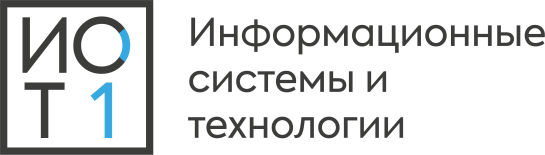 ИО
Т1
Информационные
системы и
технологии